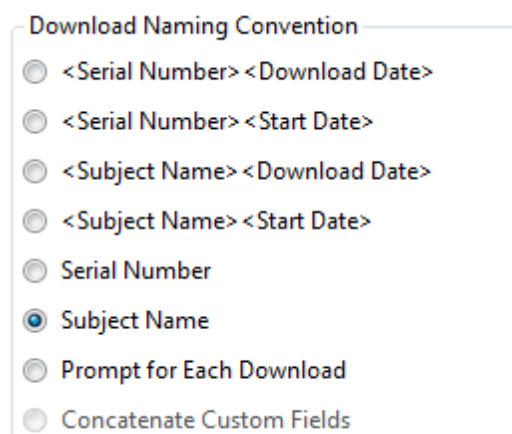 Download Naming Convention
<Serial Number><Download Date>
<Serial Number><Start Date>
<Subject Name><Download Date>
<Subject Name><Start Date>
Serial Number
Subject Name
Prompt for Each Download
Concatenate Custom Fields